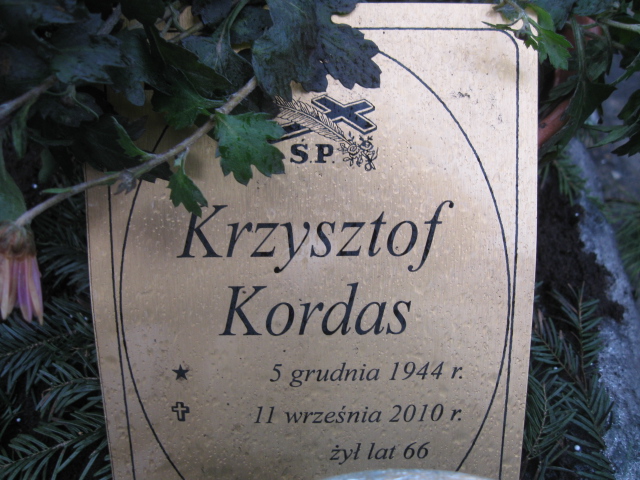 Ś.P.
Krzysztof
Kordas
5 grudnia 1944 r.
11 września 2010 r.
żył lat 66